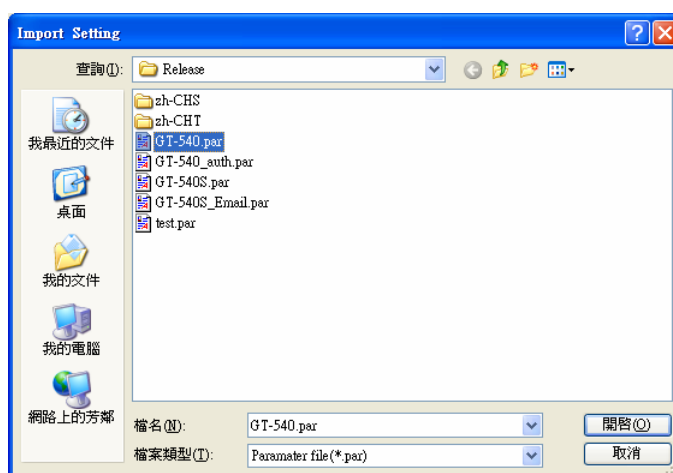 Import Setting
查詢(I): Release
zh-CHS
zh-CHT
GT-540.par
GT-540_auth.par
GT-540S.par
GT-540S_Email.par
test.par
我最近的文件
桌面
我的文件
我的電腦
網路上的芳鄰
檔名(N): GT-540.par 開啓(O)
檔案類型(T): Paramater file(*.par) 取消